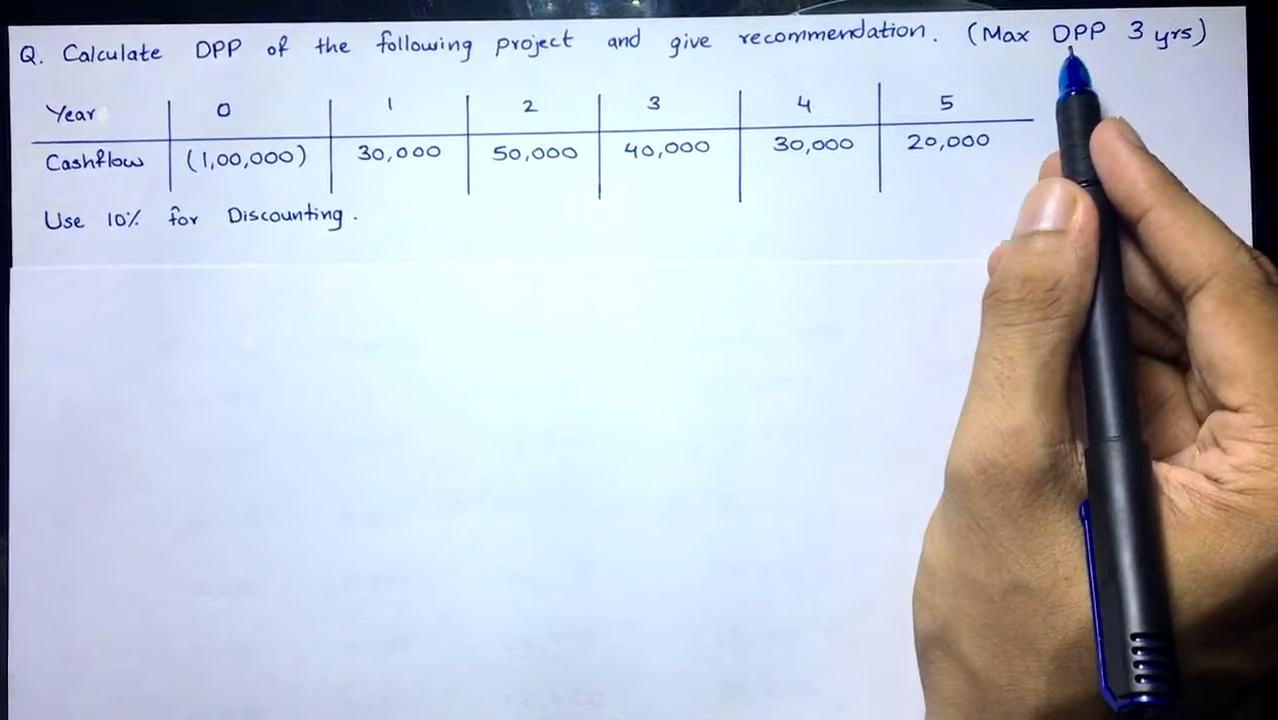 Q. Calculate DPP of the following project and give recommendation. (Max DPP 3 yrs)
Year 0 1 2 3 4 5
Cashflow (1,00,000) 30,000 50,000 40,000 30,000 20,000
Use 10% for Discounting.